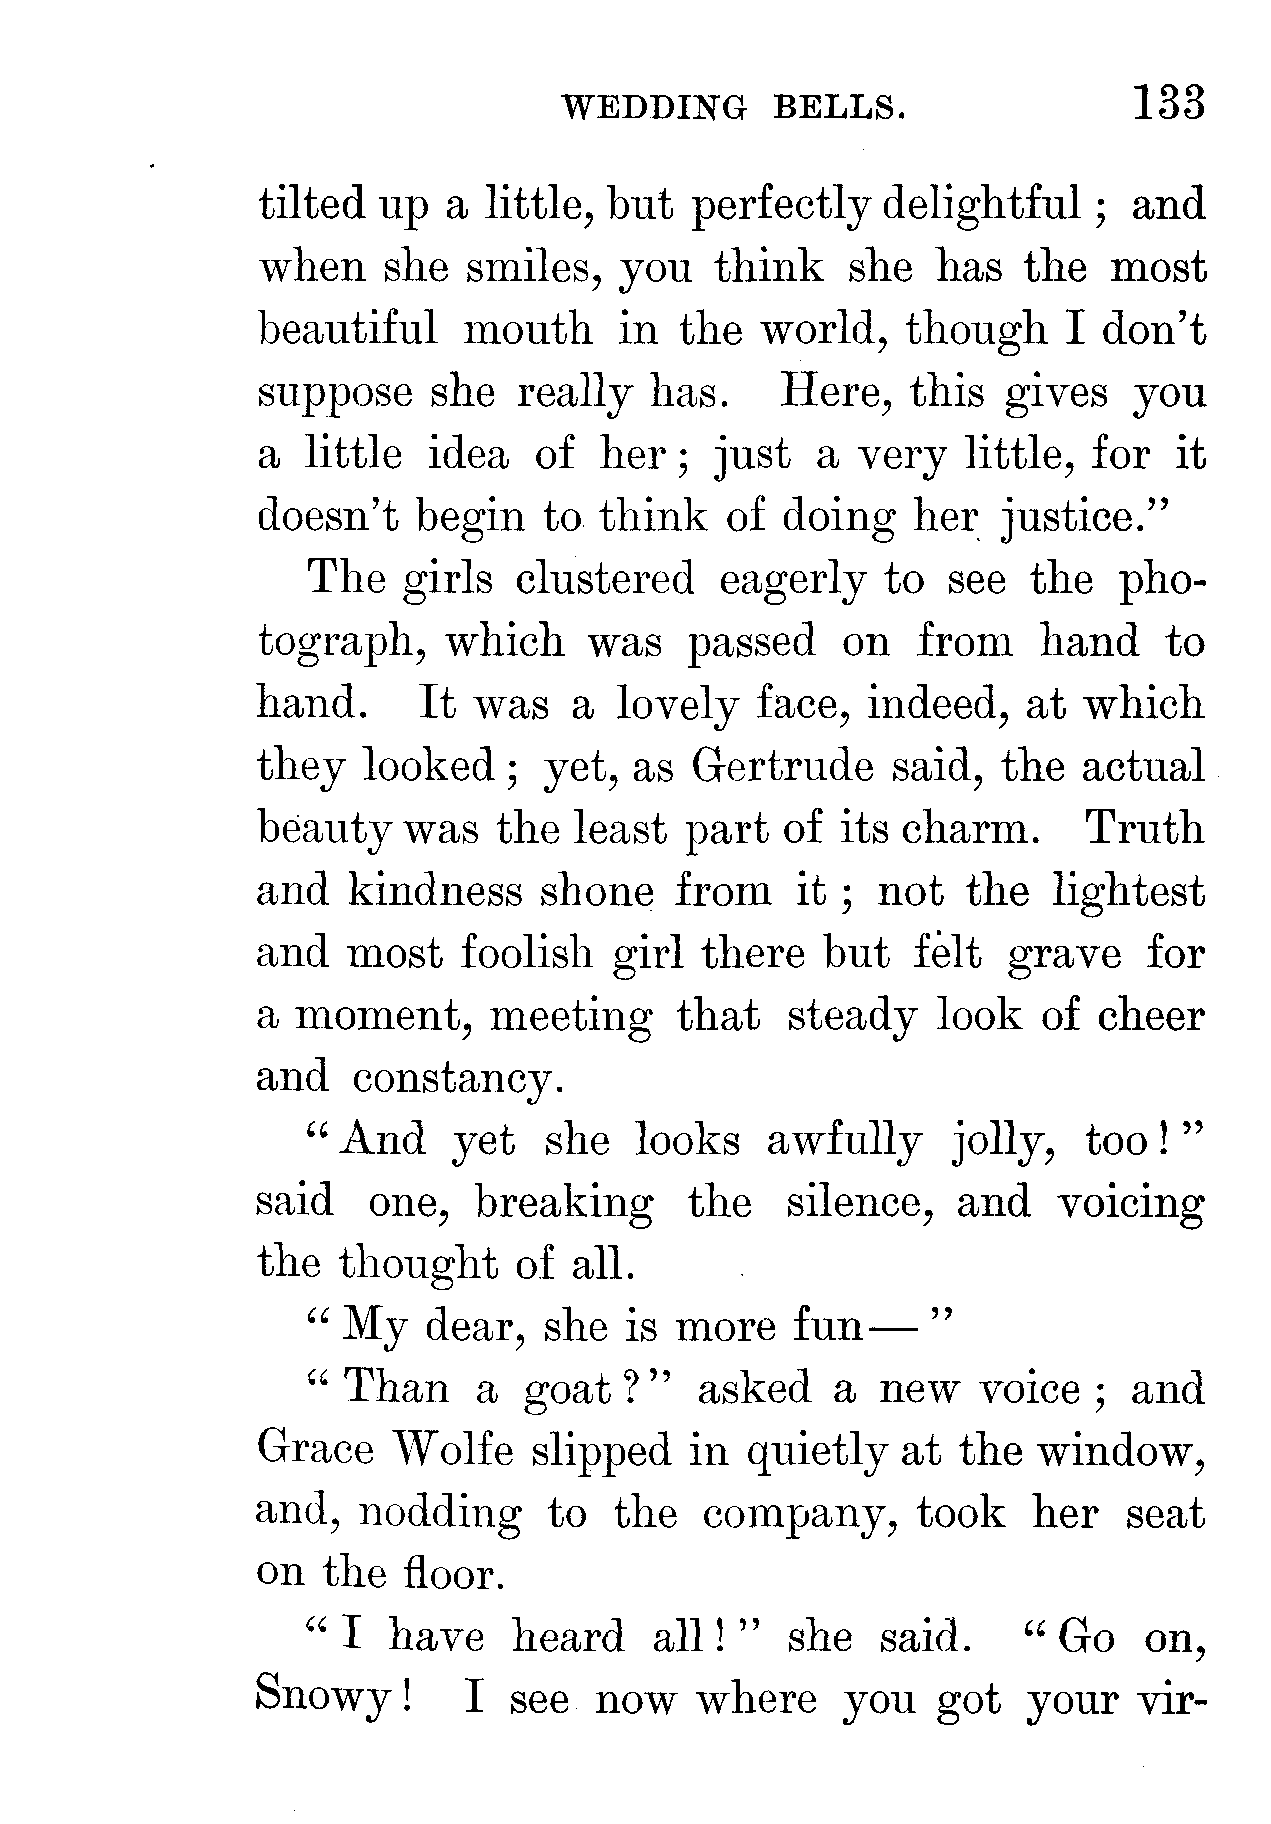 WEDDING BELLS. 133
tilted up a little, but perfectly delightful ; and
when she smiles, you think she has the most
beautiful mouth in the world, though I don't
suppose she really has. Here, this gives you
a little idea of her ; just a very little, for it
doesn't begin to think of doing her justice."
The girls clustered eagerly to see the pho-
tograph, which was passed on from hand to
hand. It was a lovely face, indeed, at which
they looked ; yet, as Gertrude said, the actual
beauty was the least part of its charm. Truth
and kindness shone from it ; not the lightest
and most foolish girl there but felt grave for
a moment, meeting that steady look of cheer
and constancy.
" And yet she looks awfully jolly, too ! "
said one, breaking the silence, and voicing
the thought of all.
" My dear, she is more fun— "
" Than a goat ? " asked a new voice ; and
Grace Wolfe slipped in quietly at the window,
and, nodding to the company, took her seat
on the floor.
" I have heard all ! " she said. " Go on,
Snowy ! I see now where you got your vir-